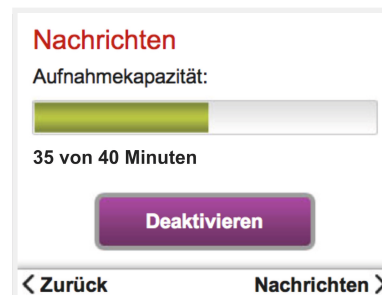 Nachrichten
Aufnahmekapazität:
35 von 40 Minuten
Deaktivieren
Zurück Nachrichten